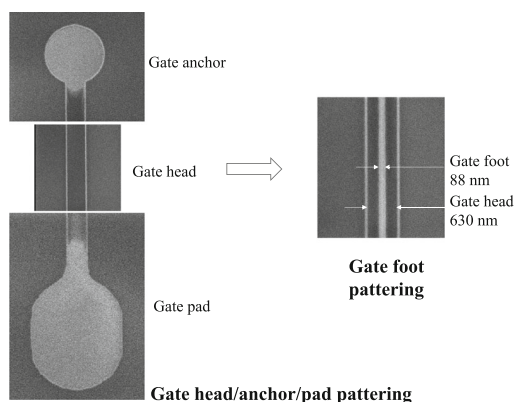 Gate anchor
Gate head
Gate pad
Gate head/anchor/pad pattering
Gate foot
88 nm
Gate head
630 nm
Gate foot
pattering